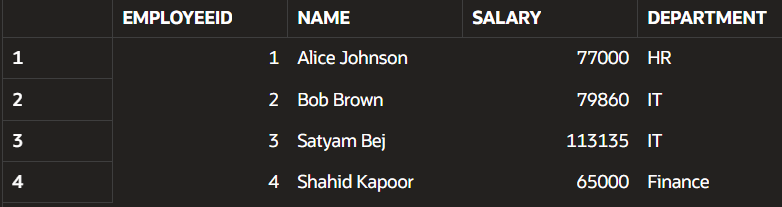 EMPLOYEEID NAME SALARY DEPARTMENT
1 1 Alice Johnson 77000 HR
2 2 Bob Brown 79860 IT
3 3 Satyam Bej 113135 IT
4 4 Shahid Kapoor 65000 Finance